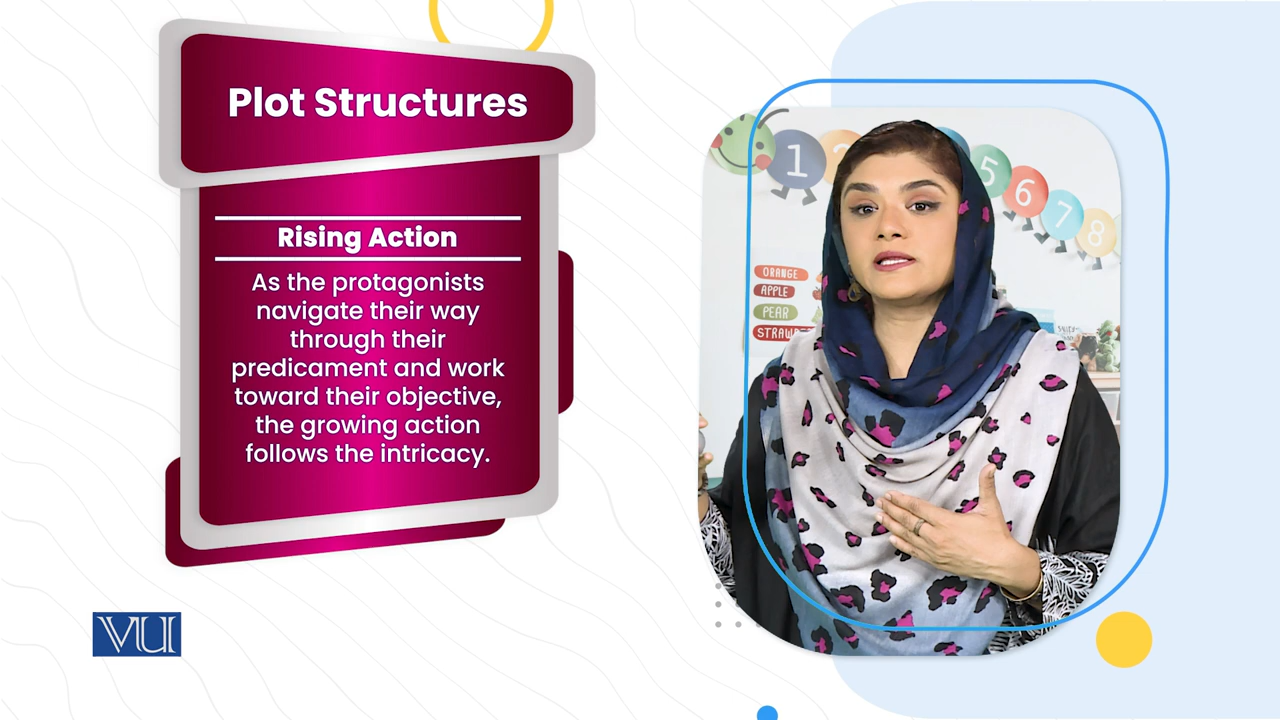 Plot Structures
Rising Action
As the protagonists
navigate their way
through their
predicament and work
toward their objective,
the growing action
follows the intricacy.
VU
1
5
6
7
8
ORANGE
APPLE
PEAR